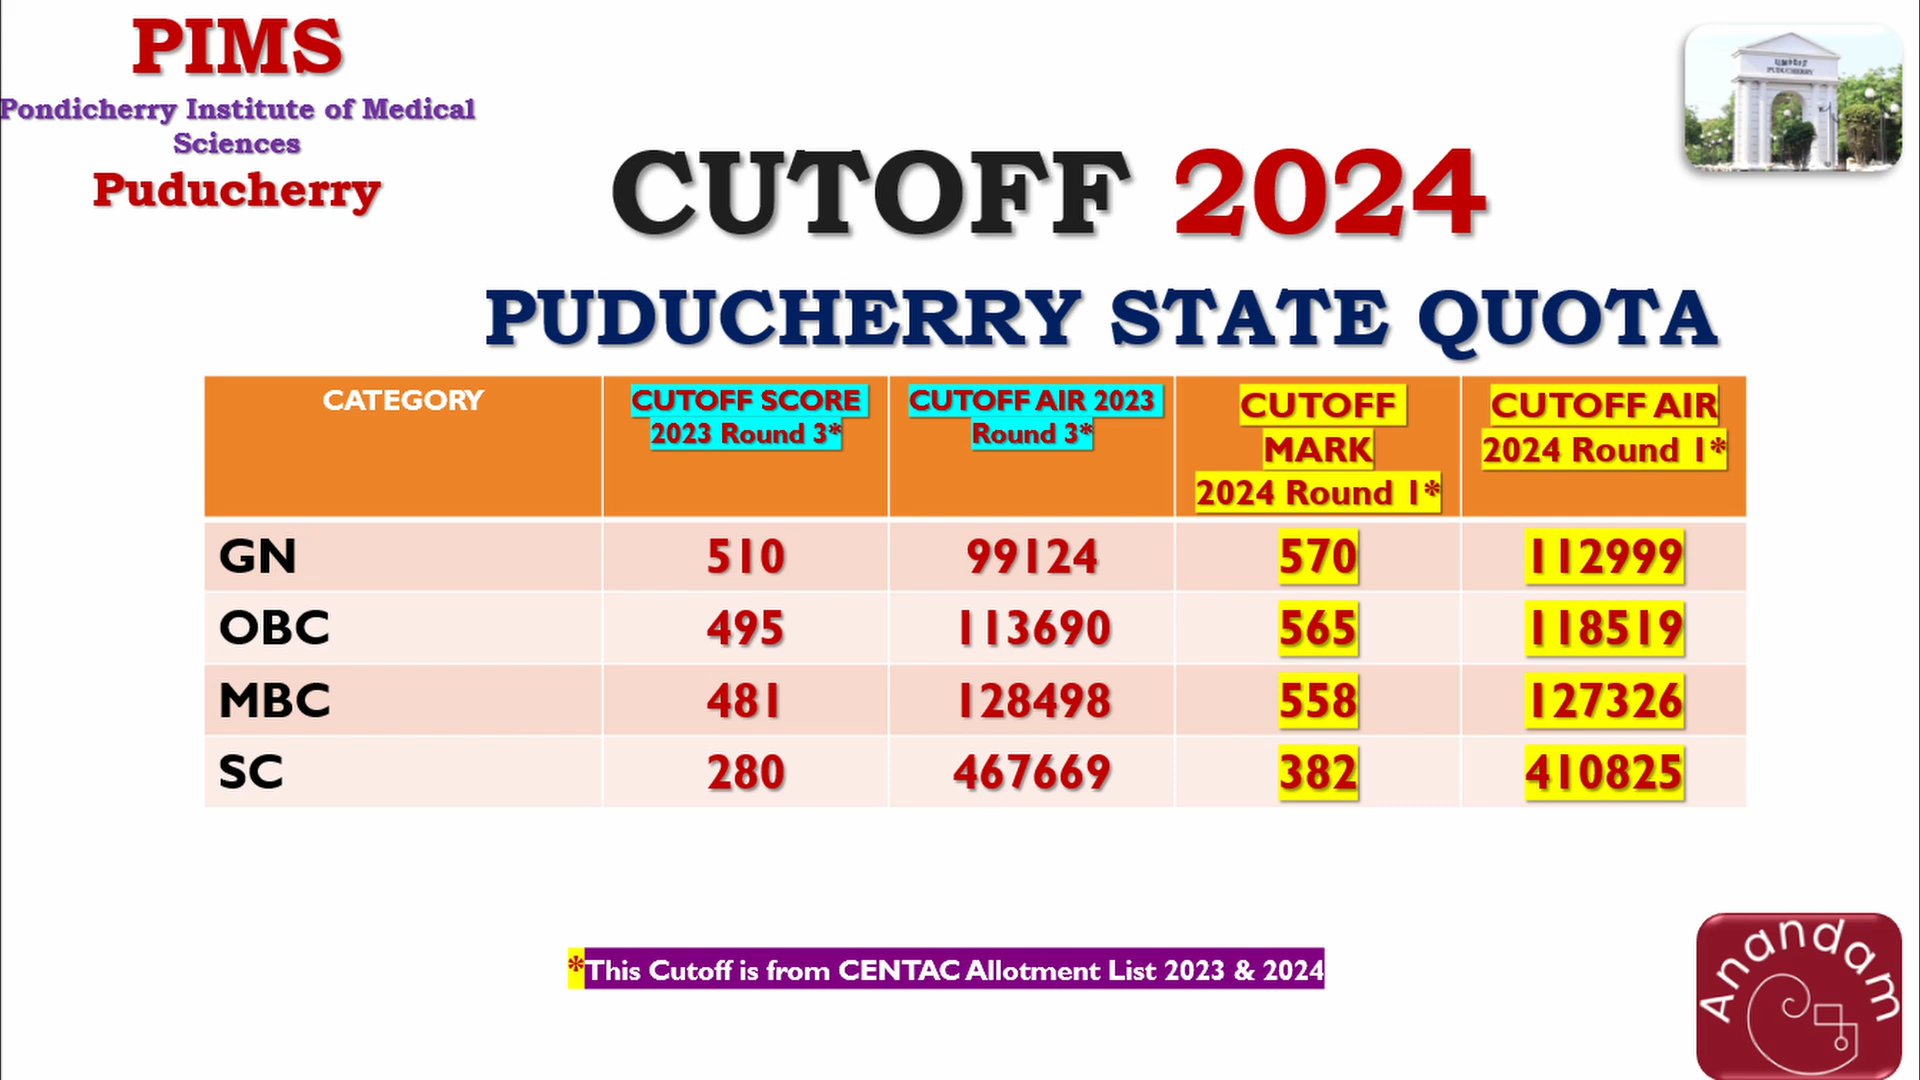 PIMS
Pondicherry Institute of Medical
Sciences
Puducherry
PUDUCHERRY
CUTOFF 2024
PUDUCHERRY STATE QUOTA
CATEGORY
CUTOFF SCORE
2023 Round 3*
CUTOFF AIR 2023
Round 3*
CUTOFF
MARK
2024 Round 1*
CUTOFF AIR
2024 Round 1*
GN 510 99124 570 112999
OBC 495 113690 565 118519
MBC 481 128498 558 127326
SC 280 467669 382 410825
*This Cutoff is from CENTAC Allotment List 2023 & 2024
Anandam